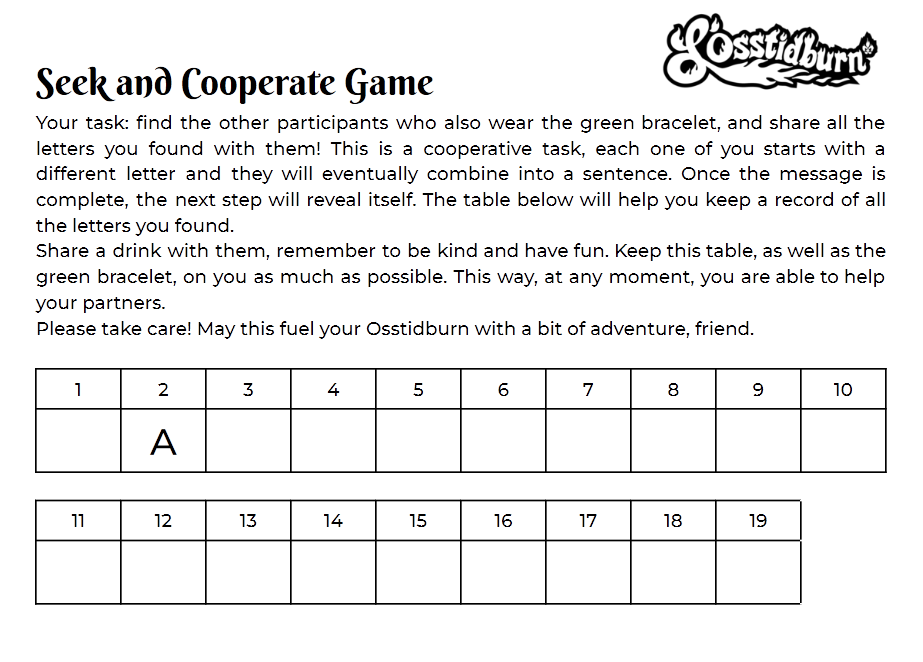 Osstidburn
Seek and Cooperate Game
Your task: find the other participants who also wear the green bracelet, and share all the
letters you found with them! This is a cooperative task, each one of you starts with a
different letter and they will eventually combine into a sentence. Once the message is
complete, the next step will reveal itself. The table below will help you keep a record of all
the letters you found.
Share a drink with them, remember to be kind and have fun. Keep this table, as well as the
green bracelet, on you as much as possible. This way, at any moment, you are able to help
your partners.
Please take care! May this fuel your Osstidburn with a bit of adventure, friend.
1 2 3 4 5 6 7 8 9 10
A
11 12 13 14 15 16 17 18 19